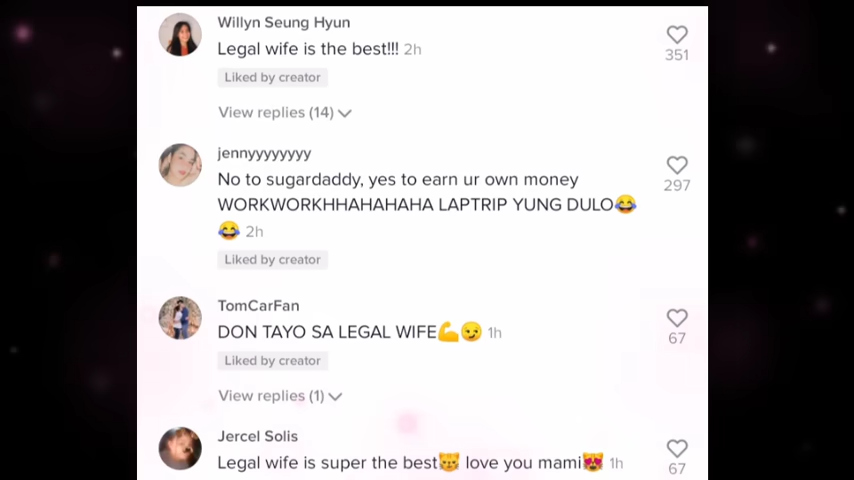 Willyn Seung Hyun
Legal wife is the best!!! 2h
351
Liked by creator
View replies (14)
jennyyyyyyyy
No to sugardaddy, yes to earn ur own money
297
WORKWORKHHAHAHAHA LAPTRIP YUNG DULO😂
😂 2h
Liked by creator
TomCarFan
DON TAYO SA LEGAL WIFE💪😏 1h
67
Liked by creator
View replies (1)
Jercel Solis
Legal wife is super the best😽 love you mami😻 1h
67